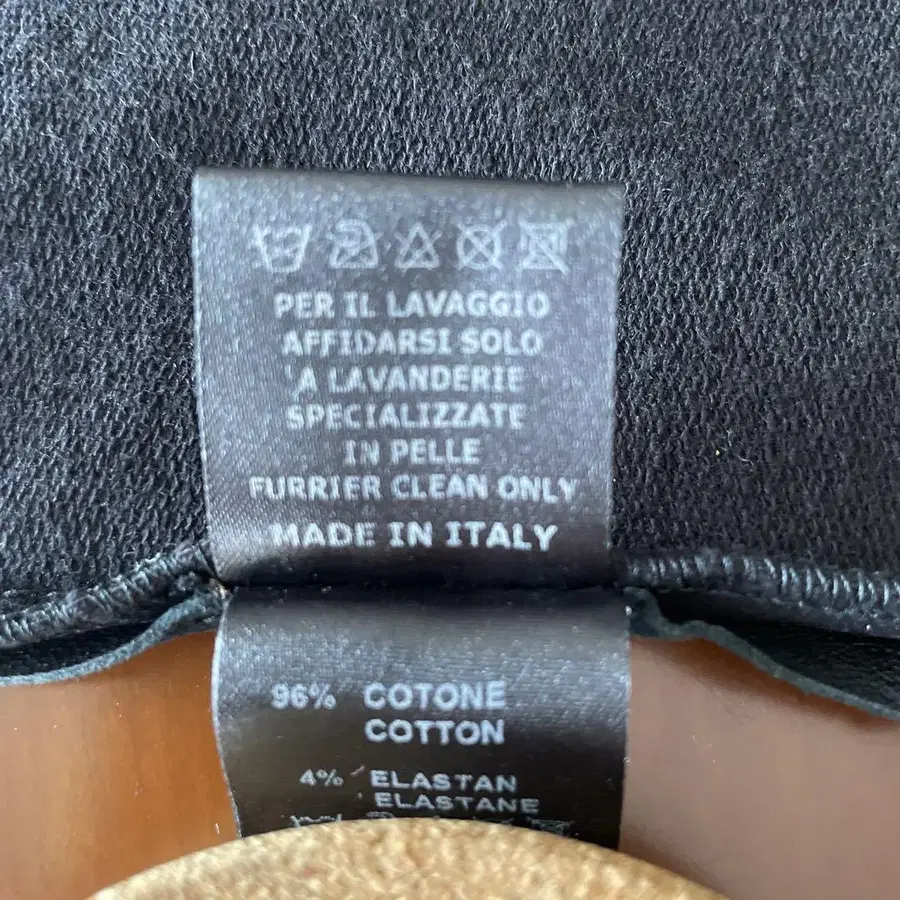 PER IL LAVAGGIO
AFFIDARSI SOLO
A LAVANDERIE
SPECIALIZZATE
IN PELLE
FURRIER CLEAN ONLY
MADE IN ITALY
96% COTONE
COTTON
4% ELASTAN
ELASTANE